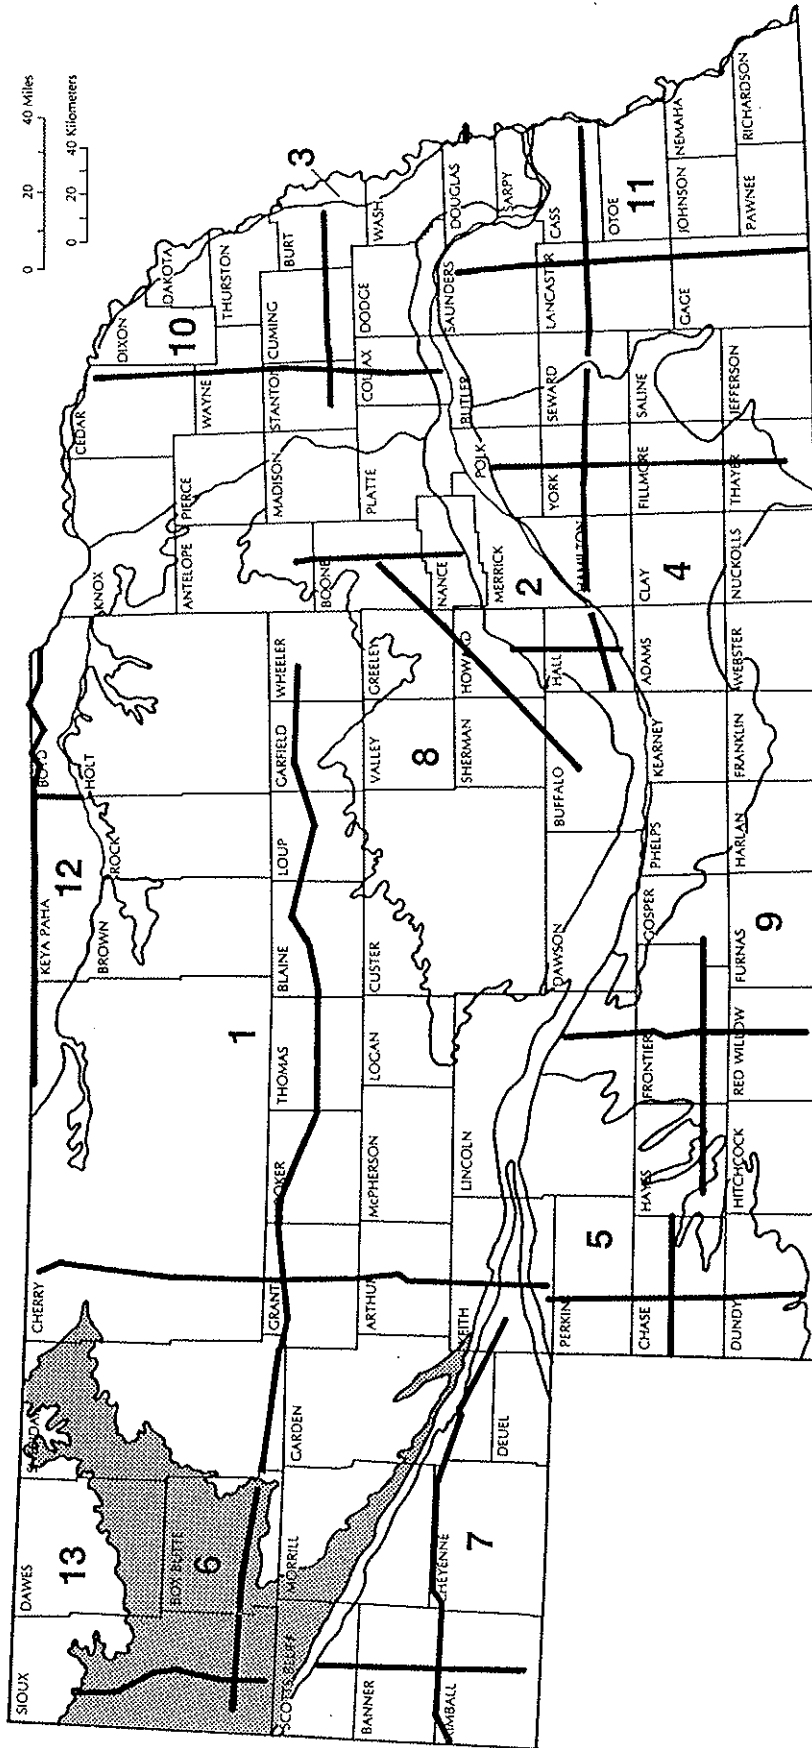 0 20 40 Miles
0 20 40 Kilometers
SIOUX
DAWES
CHERRY
KEYA PAHA
BOYD
BROWN
ROCK
HOLT
KNOX
CEDAR
DIXON
DAKOTA
ANTELOPE
PIERCE
WAYNE
THURSTON
13
12
10
BOX BUTTE
6
1
3
SCOTTS BLUFF
MORRILL
GARDEN
GRANT
THOMAS
BLAINE
LOUP
GARFIELD
WHEELER
BOONE
MADISON
STANTON
CUMING
BURT
BANNER
ARTHUR
McPHERSON
LOGAN
CUSTER
VALLEY
GREELEY
NANCE
PLATTE
COLFAX
DODGE
WASH.
8
CHEYENNE
DEUEL
KEITH
LINCOLN
SHERMAN
HOWARD
MERRICK
POLK
BUTLER
SAUNDERS
DOUGLAS
SARPY
7
2
PERKINS
DAWSON
BUFFALO
HALL
HAMILTON
YORK
SEWARD
LANCASTER
CASS
5
OTOE
11
CHASE
HAYES
FRONTIER
GOSPER
PHELPS
KEARNEY
ADAMS
CLAY
FILLMORE
SALINE
GAGE
JOHNSON
NEMAHA
4
DUNDY
HITCHCOCK
RED WILLOW
FURNAS
HARLAN
FRANKLIN
WEBSTER
NUCKOLLS
THAYER
JEFFERSON
PAWNEE
RICHARDSON
9